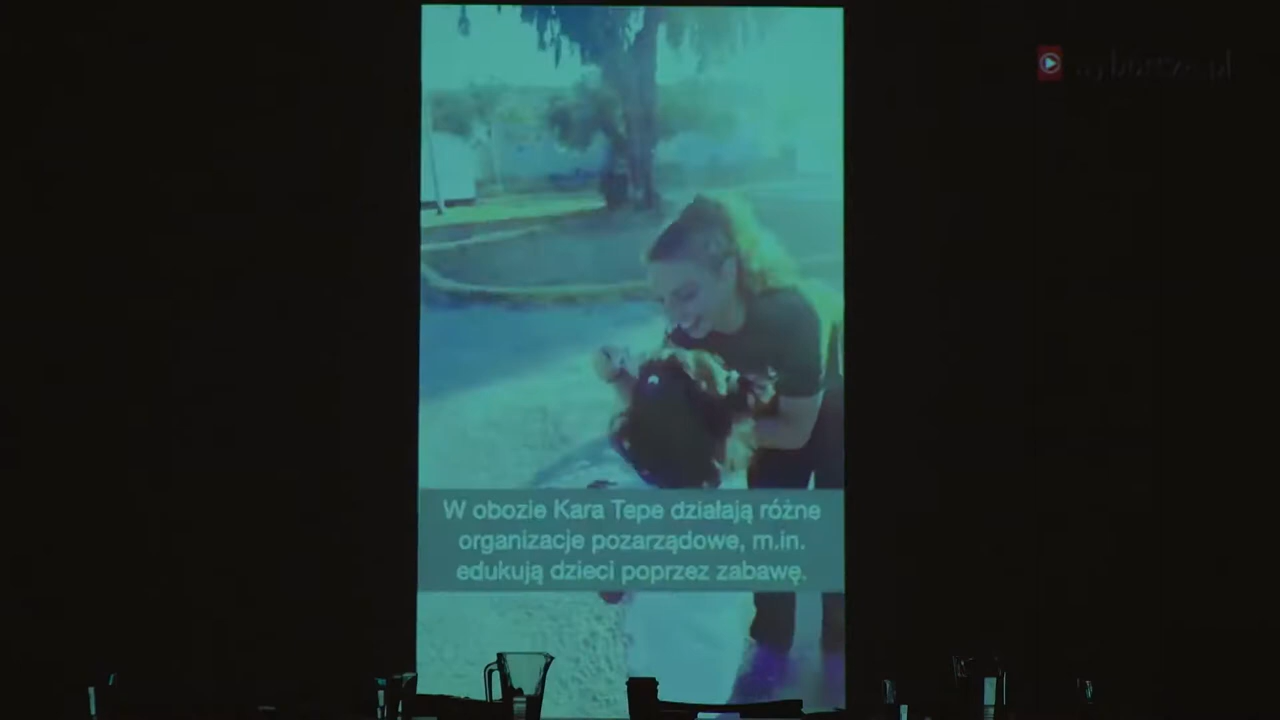 W obozie Kara Tepe działają różne
organizacje pozarządowe, m.in.
edukują dzieci poprzez zabawę.